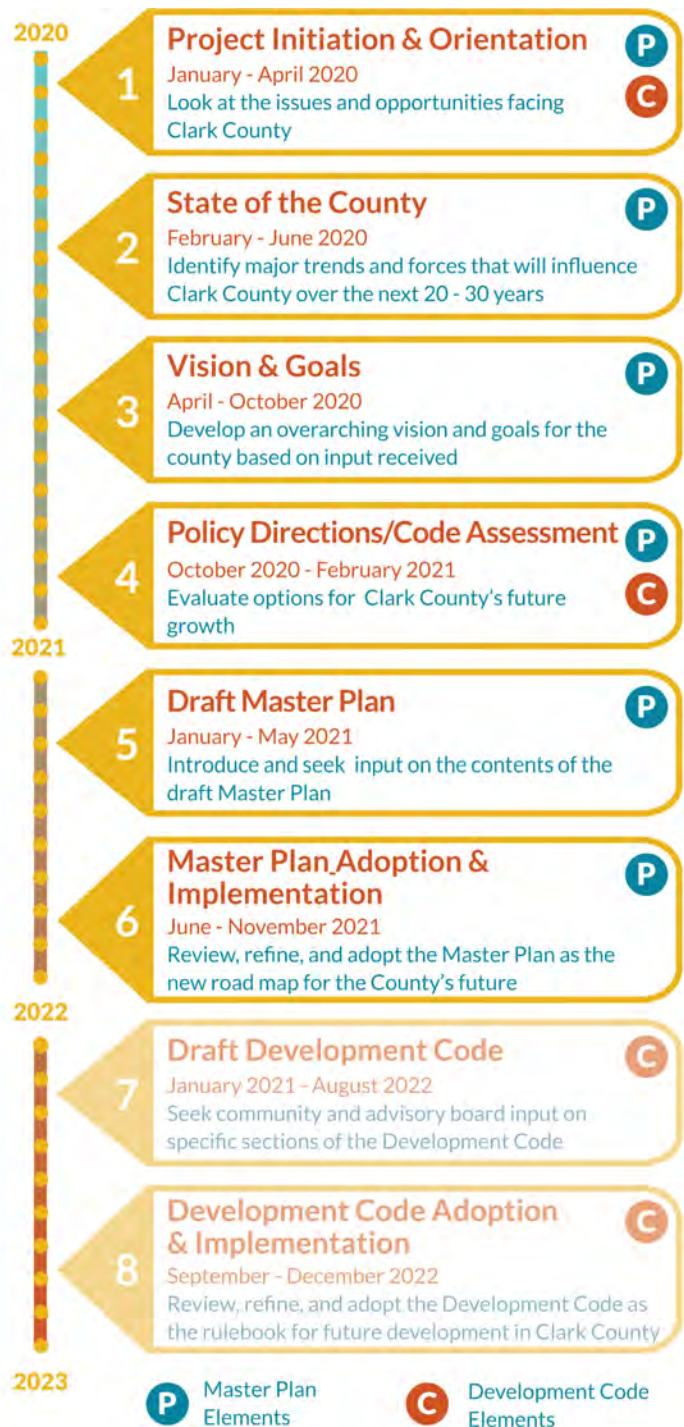 2020
1
Project Initiation & Orientation
P
January - April 2020
C
Look at the issues and opportunities facing
Clark County
2
State of the County
P
February - June 2020
Identify major trends and forces that will influence
Clark County over the next 20 - 30 years
3
Vision & Goals
P
April - October 2020
Develop an overarching vision and goals for the
county based on input received
4
Policy Directions/Code Assessment
P
October 2020 - February 2021
C
Evaluate options for Clark County's future
growth
2021
5
Draft Master Plan
P
January - May 2021
Introduce and seek input on the contents of the
draft Master Plan
6
Master Plan Adoption &
Implementation
P
June - November 2021
Review, refine, and adopt the Master Plan as the
new road map for the County's future
2022
7
Draft Development Code
C
January 2021 - August 2022
Seek community and advisory board input on
specific sections of the Development Code
8
Development Code Adoption
& Implementation
C
September - December 2022
Review, refine, and adopt the Development Code as
the rulebook for future development in Clark County
2023
P
Master Plan
Elements
C
Development Code
Elements